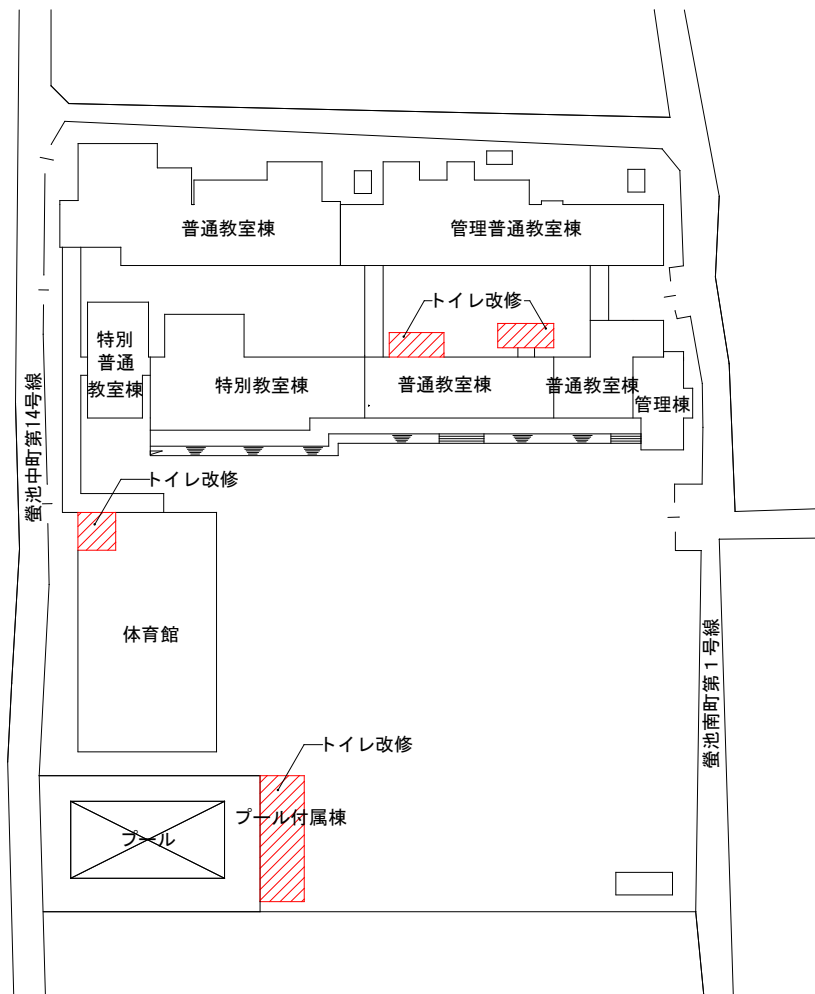 普通教室棟
管理普通教室棟
トイレ改修
特別
普通
教室棟
特別教室棟
普通教室棟
普通教室棟
管理棟
螢池中町第14号線
トイレ改修
体育館
螢池南町第１号線
トイレ改修
プール付属棟
プール